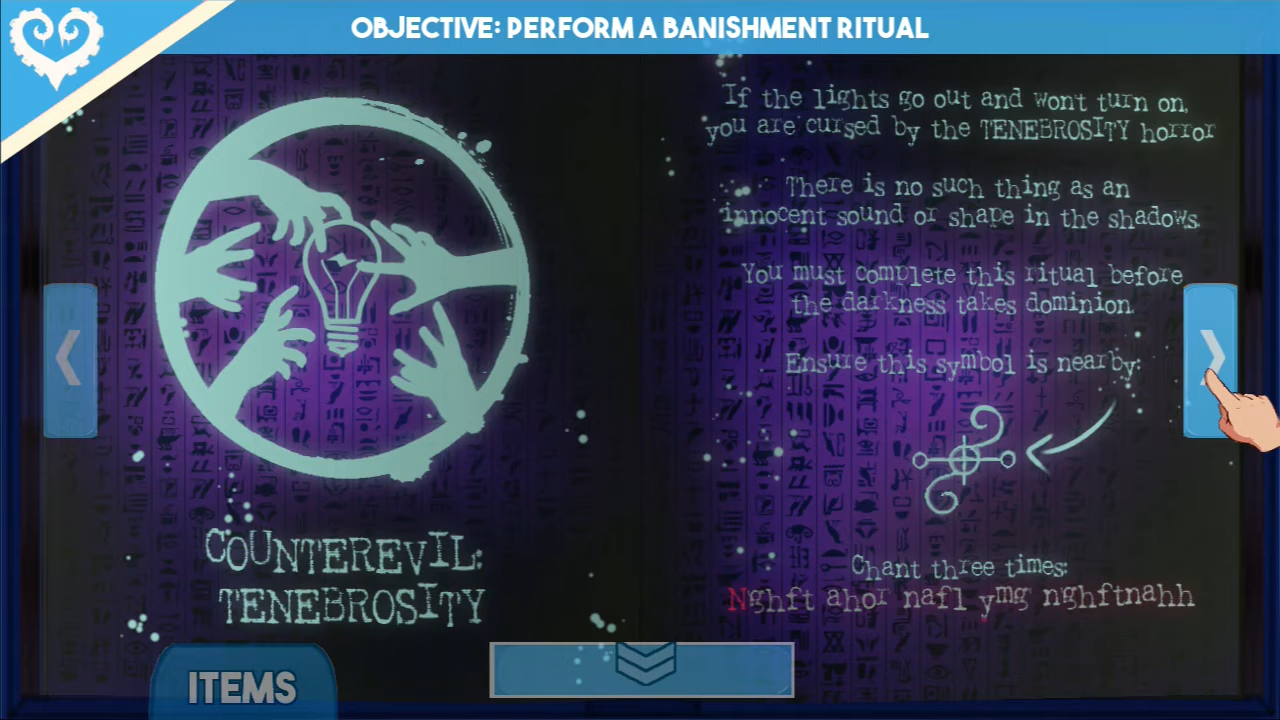 OBJECTIVE: PERFORM A BANISHMENT RITUAL
COUNTEREVIL:
TENEBROSITY
If the lights go out and wont turn on,
you are cursed by the TENEBROSITY horror
There is no such thing as an
innocent sound or shape in the shadows.
You must complete this ritual before
the darkness takes dominion.
Ensure this symbol is nearby:
Chant three times:
Nghft ahor nafl ymg nghftnahh
ITEMS